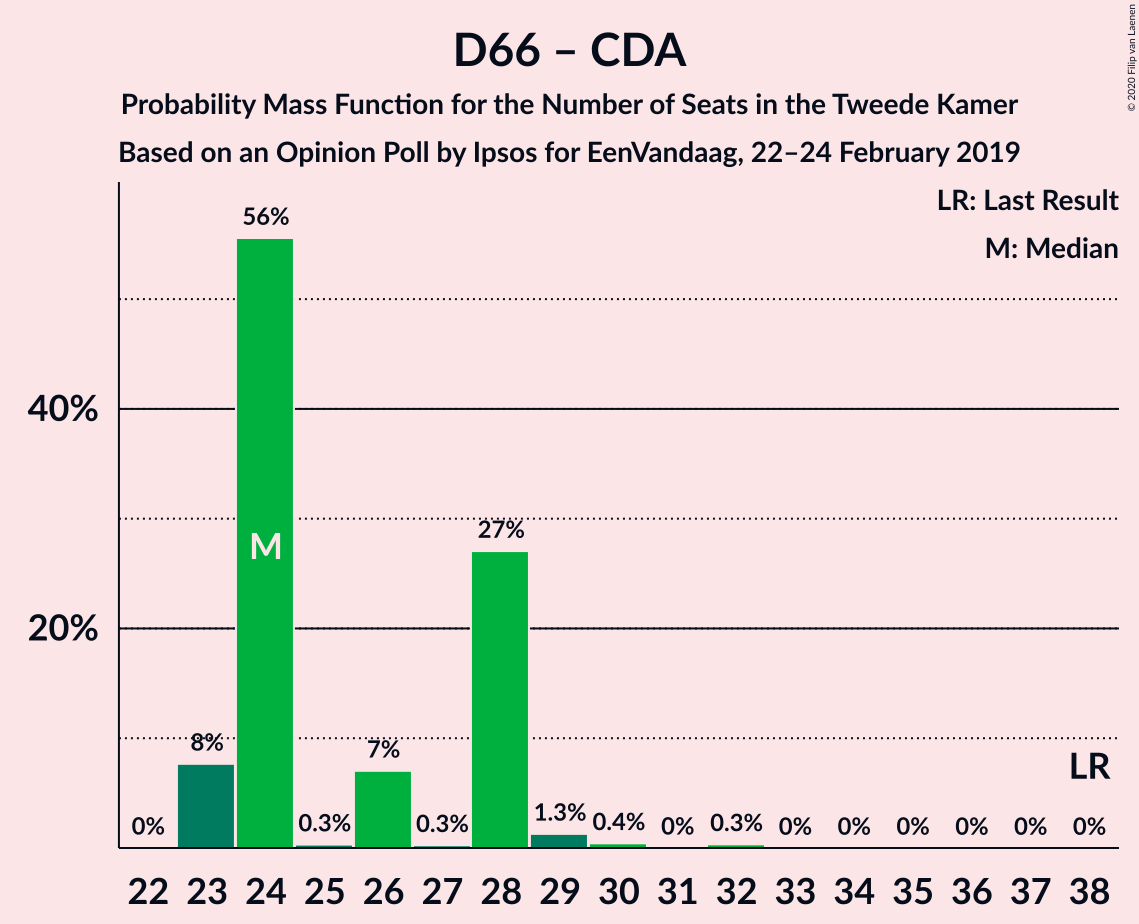 D66 – CDA
Probability Mass Function for the Number of Seats in the Tweede Kamer
Based on an Opinion Poll by Ipsos for EenVandaag, 22–24 February 2019
© 2020 Filip van Laenen
LR: Last Result
M: Median
40%
20%
0%
8%
56%
M
0.3%
7%
0.3%
27%
1.3%
0.4%
0%
0.3%
0%
0%
0%
0%
0%
0%
LR
22 23 24 25 26 27 28 29 30 31 32 33 34 35 36 37 38